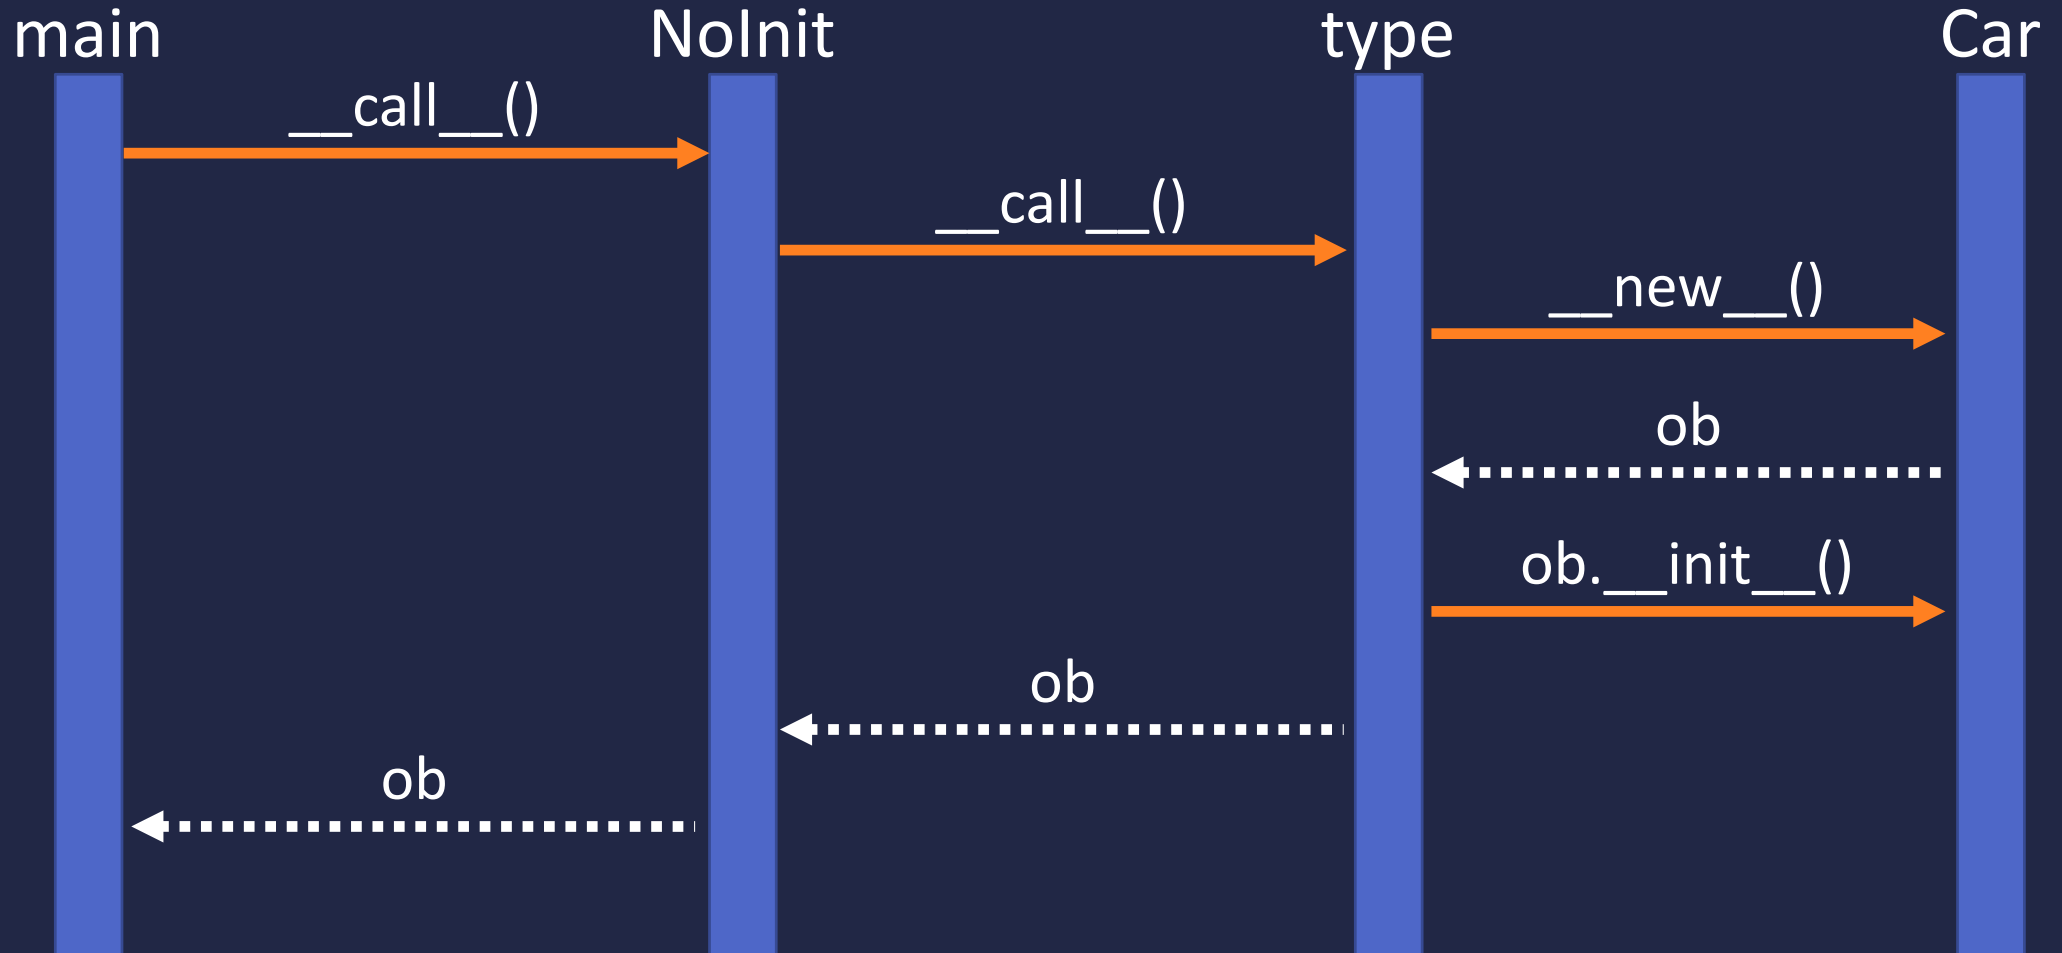 main NoInit type Car
__call__()
__call__()
__new__()
ob
ob.__init__()
ob
ob